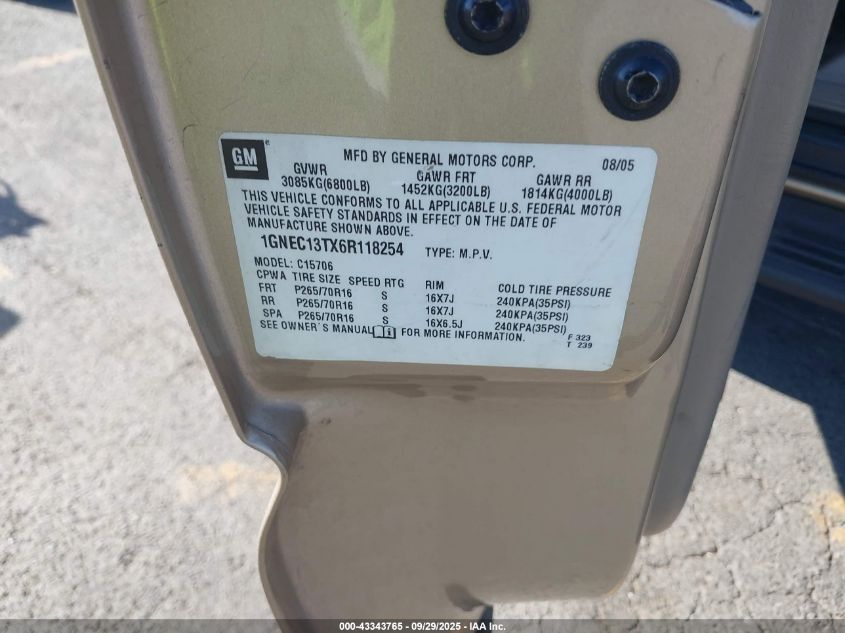 GM
MFD BY GENERAL MOTORS CORP. 08/05
GVWR GAWR FRT GAWR RR
3085KG(6800LB) 1452KG(3200LB) 1814KG(4000LB)
THIS VEHICLE CONFORMS TO ALL APPLICABLE U.S. FEDERAL MOTOR
VEHICLE SAFETY STANDARDS IN EFFECT ON THE DATE OF
MANUFACTURE SHOWN ABOVE.
1GNEC13TX6R118254 TYPE: M.P.V.
MODEL: C15706
CPWA TIRE SIZE SPEED RTG RIM COLD TIRE PRESSURE
FRT P265/70R16 S 16X7J 240KPA(35PSI)
RR P265/70R16 S 16X7J 240KPA(35PSI)
SPA P265/70R16 S 16X6.5J 240KPA(35PSI)
SEE OWNER'S MANUAL FOR MORE INFORMATION.
F 323
T 239
000-43343765 - 09/29/2025 - IAA Inc.